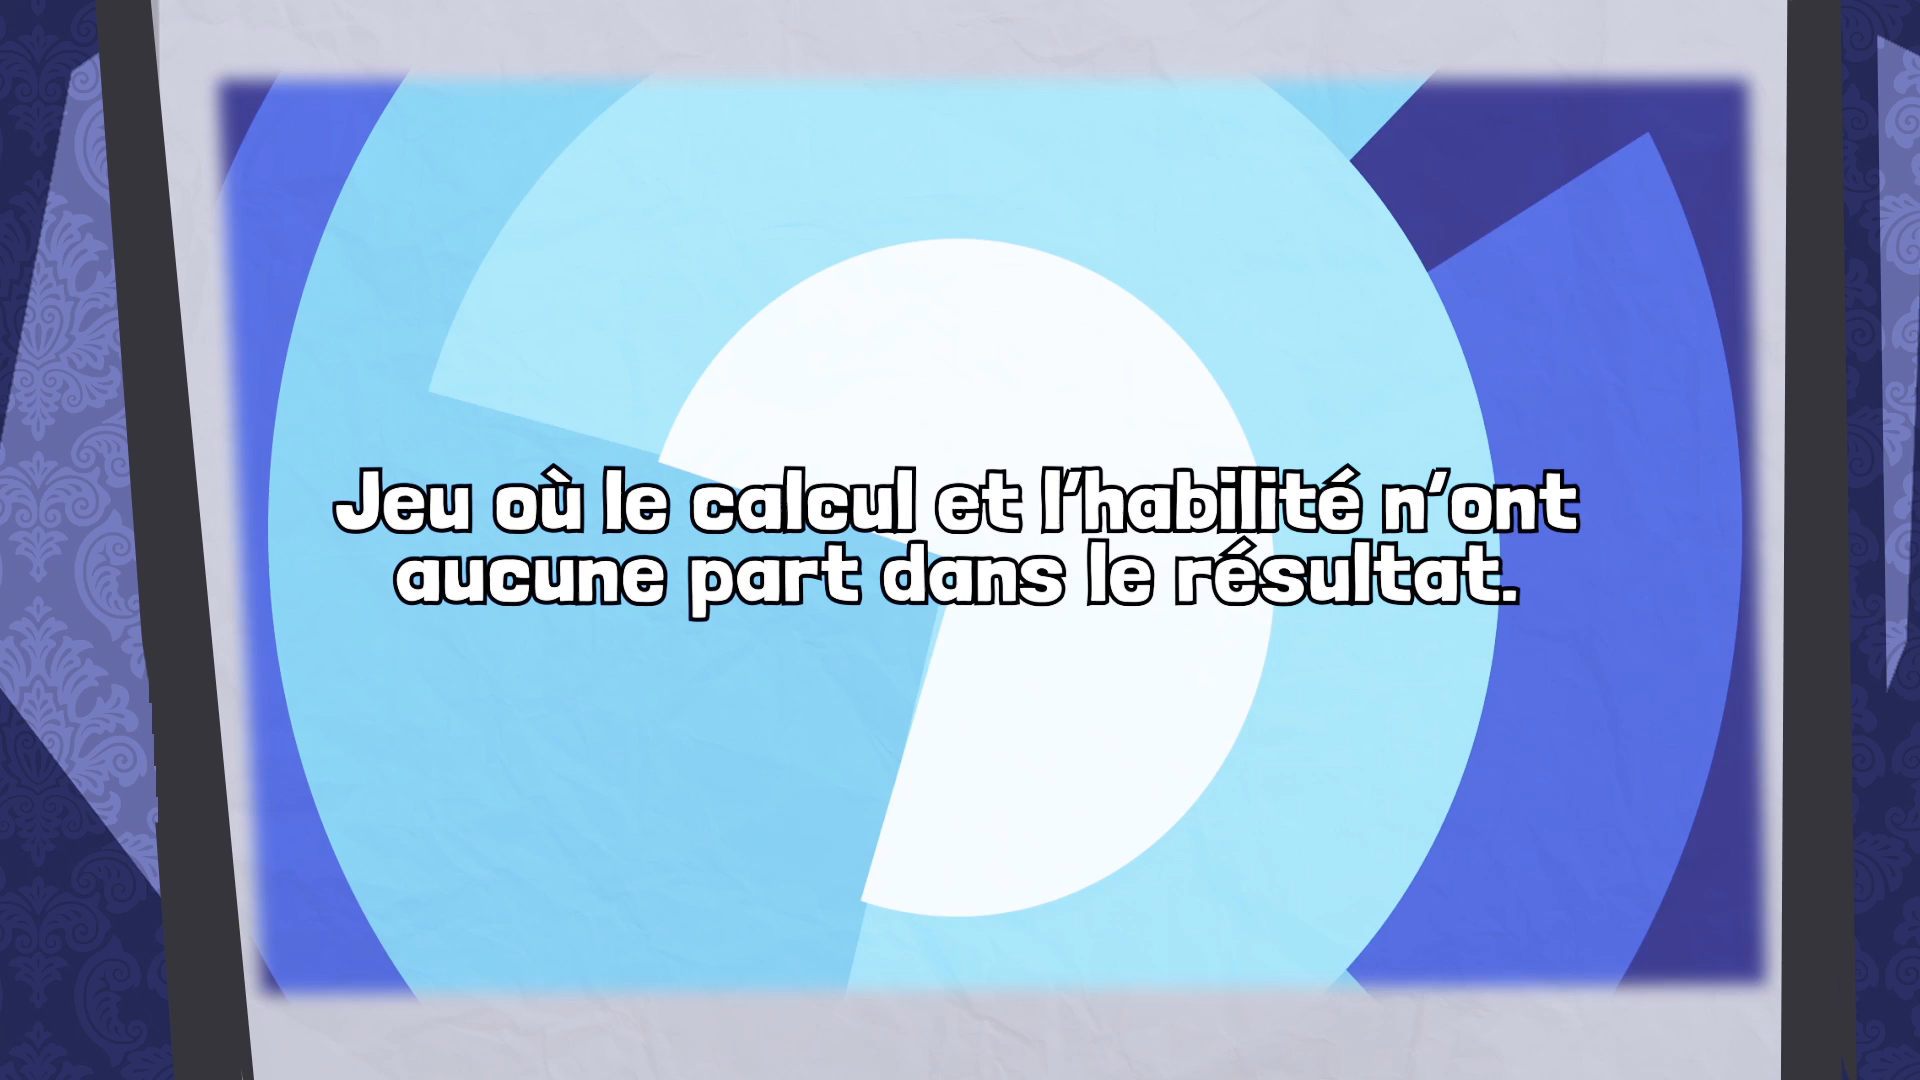 Jeu où le calcul et l’habilité n’ont
aucune part dans le résultat.